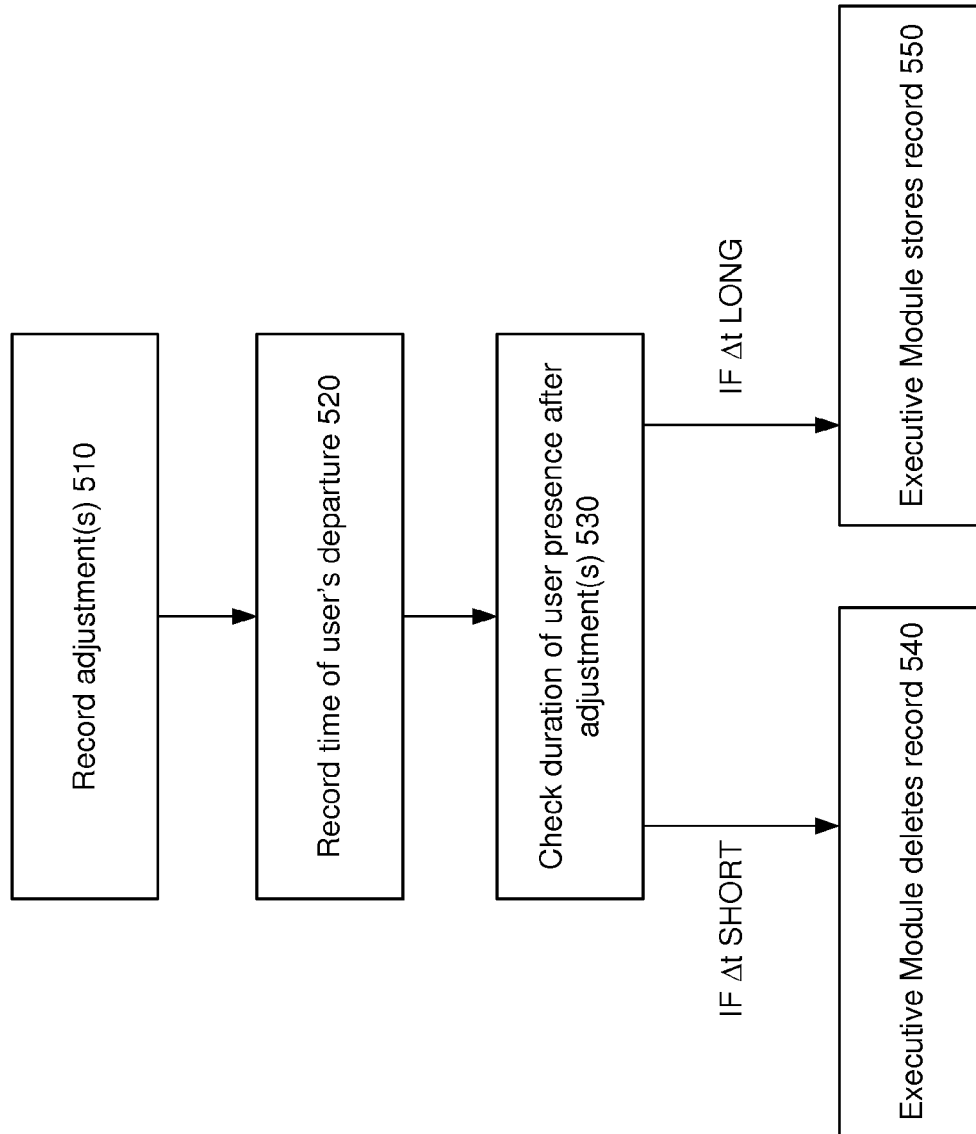 Record adjustment(s) 510
Record time of user's departure 520
Check duration of user presence after
adjustment(s) 530
IF Δt SHORT
IF Δt LONG
Executive Module deletes record 540
Executive Module stores record 550